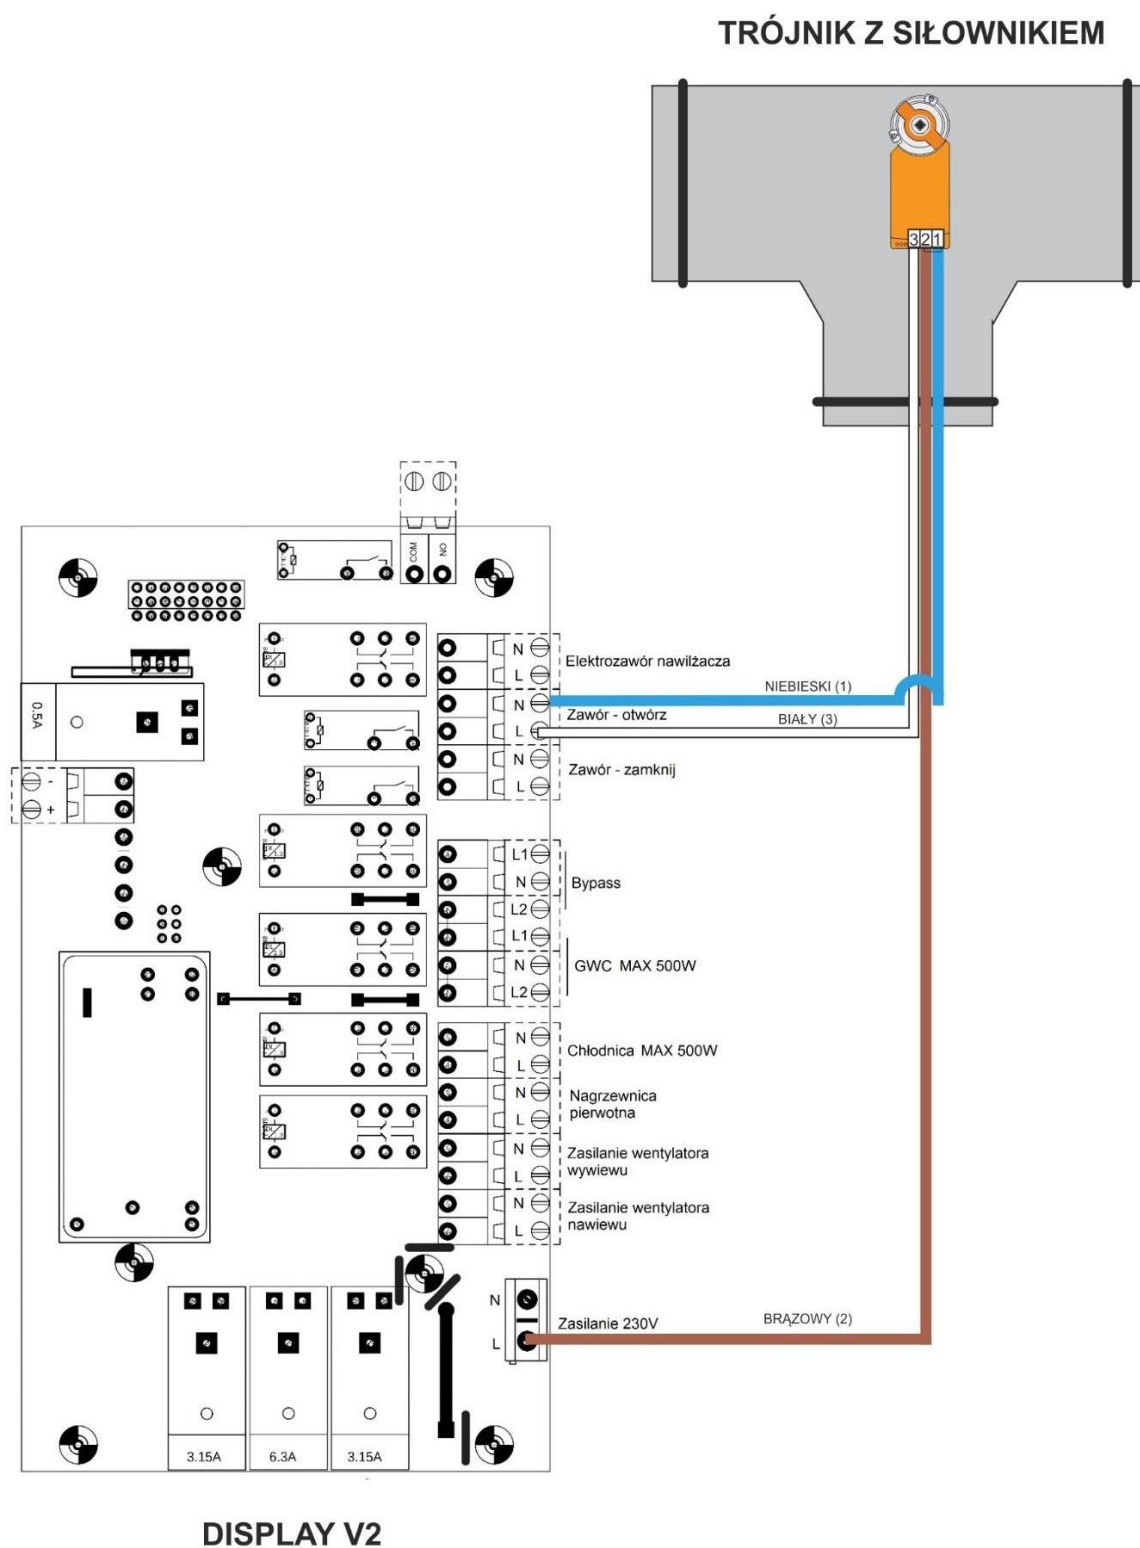 TRÓJNIK Z SIŁOWNIKIEM
3 2 1
COM
NO
N
Elektrozawór nawilżacza
L
NIEBIESKI (1)
N
Zawór - otwórz
BIAŁY (3)
L
N
Zawór - zamknij
L
0.5A
-
+
L1
N
Bypass
L2
L1
N
GWC MAX 500W
L2
N
Chłodnica MAX 500W
L
N
Nagrzewnica
pierwotna
L
N
Zasilanie wentylatora
wywiewu
L
N
Zasilanie wentylatora
nawiewu
L
N
Zasilanie 230V
BRĄZOWY (2)
L
3.15A
6.3A
3.15A
DISPLAY V2